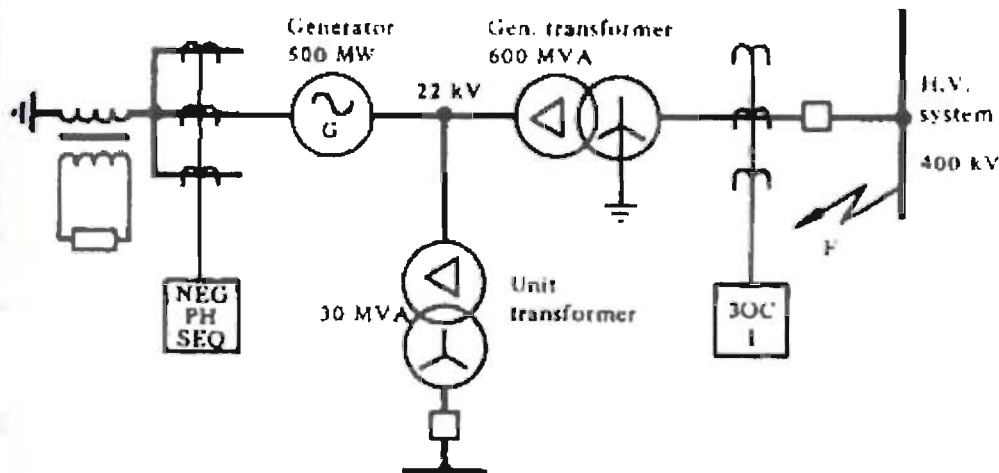 Generator
500 MW
Gen. transformer
600 MVA
22 kV
G
H.V.
system
400 kV
F
NEG
PH
SEQ
30 MVA
Unit
transformer
3OC
I